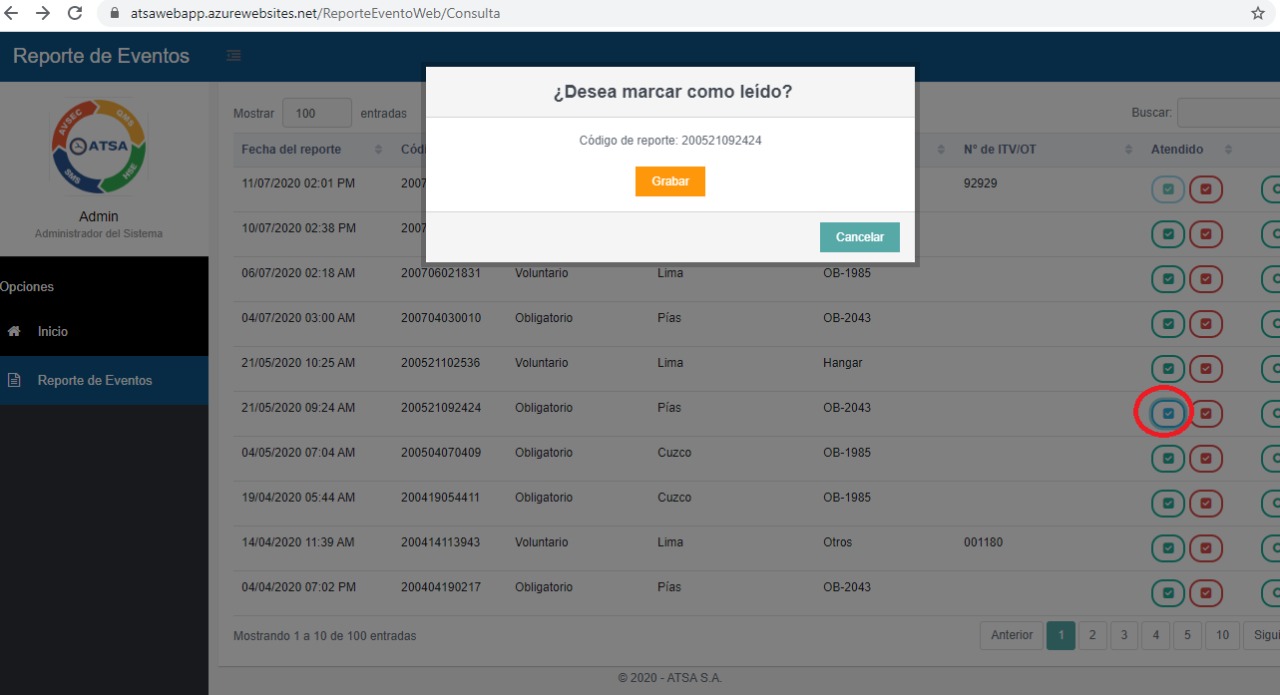 atsawebapp.azurewebsites.net/ReporteEventoWeb/Consulta
Reporte de Eventos
AVSEC QMS
ATSA
SMS HSE
Admin
Administrador del Sistema
Opciones
Inicio
Reporte de Eventos
¿Desea marcar como leído?
Código de reporte: 200521092424
Grabar
Cancelar
Mostrar 100 entradas Buscar:
Fecha del reporte Códi N° de ITV/OT Atendido
11/07/2020 02:01 PM 2007 92929
10/07/2020 02:38 PM 2007
06/07/2020 02:18 AM 200706021831 Voluntario Lima OB-1985
04/07/2020 03:00 AM 200704030010 Obligatorio Pías OB-2043
21/05/2020 10:25 AM 200521102536 Voluntario Lima Hangar
21/05/2020 09:24 AM 200521092424 Obligatorio Pías OB-2043
04/05/2020 07:04 AM 200504070409 Obligatorio Cuzco OB-1985
19/04/2020 05:44 AM 200419054411 Obligatorio Cuzco OB-1985
14/04/2020 11:39 AM 200414113943 Voluntario Lima Otros 001180
04/04/2020 07:02 PM 200404190217 Obligatorio Pías OB-2043
Mostrando 1 a 10 de 100 entradas Anterior 1 2 3 4 5 10 Sigui
© 2020 - ATSA S.A.